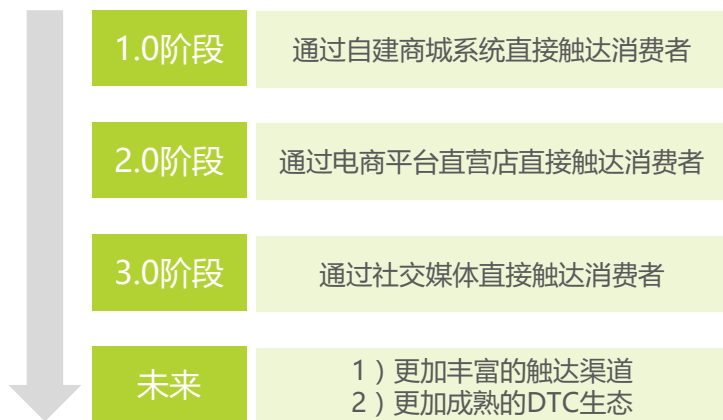 1.0阶段
通过自建商城系统直接触达消费者
2.0阶段
通过电商平台直营店直接触达消费者
3.0阶段
通过社交媒体直接触达消费者
未来
1）更加丰富的触达渠道
2）更加成熟的DTC生态